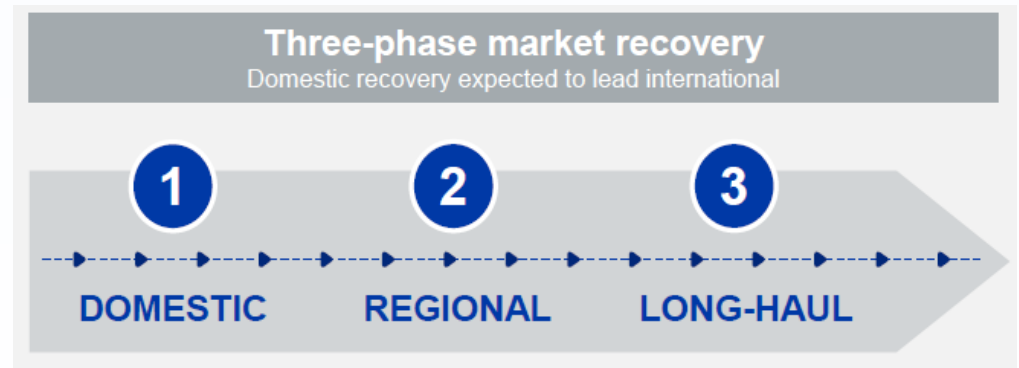 Three-phase market recovery
Domestic recovery expected to lead international
1 2 3
DOMESTIC REGIONAL LONG-HAUL